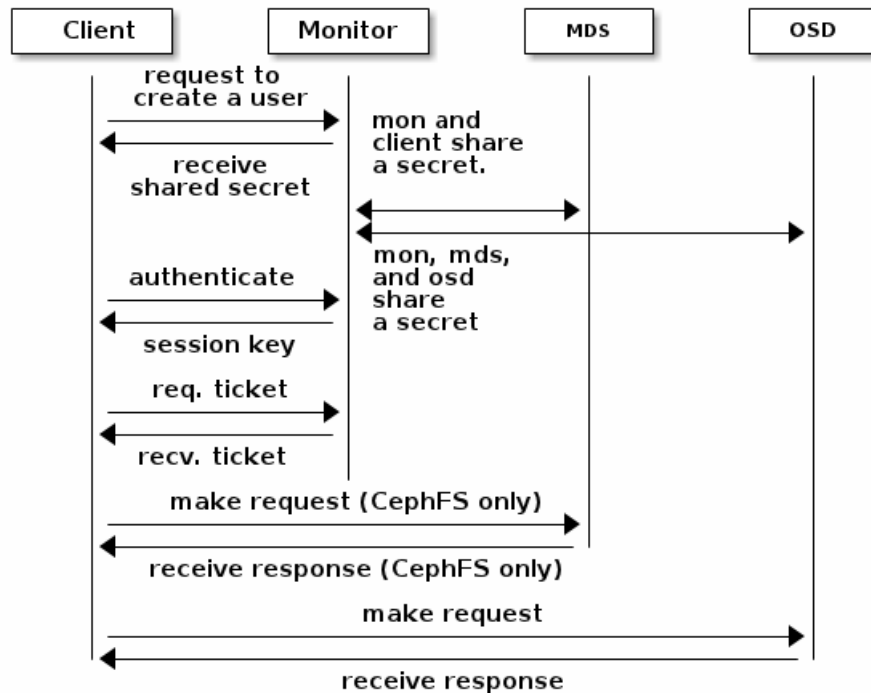 Client
Monitor
MDS
OSD
request to
create a user
mon and
client share
a secret.
receive
shared secret
mon, mds,
and osd
share
a secret
authenticate
session key
req. ticket
recv. ticket
make request (CephFS only)
receive response (CephFS only)
make request
receive response